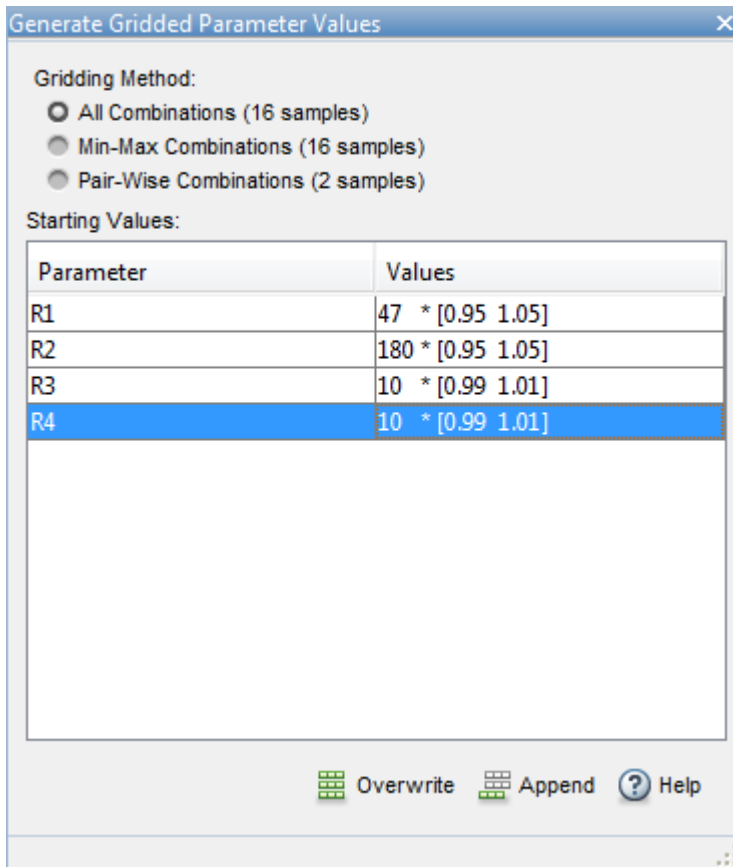 Generate Gridded Parameter Values
Gridding Method:
All Combinations (16 samples)
Min-Max Combinations (16 samples)
Pair-Wise Combinations (2 samples)
Starting Values:
Parameter Values
R1 47 * [0.95 1.05]
R2 180 * [0.95 1.05]
R3 10 * [0.99 1.01]
R4 10 * [0.99 1.01]
Overwrite Append ? Help